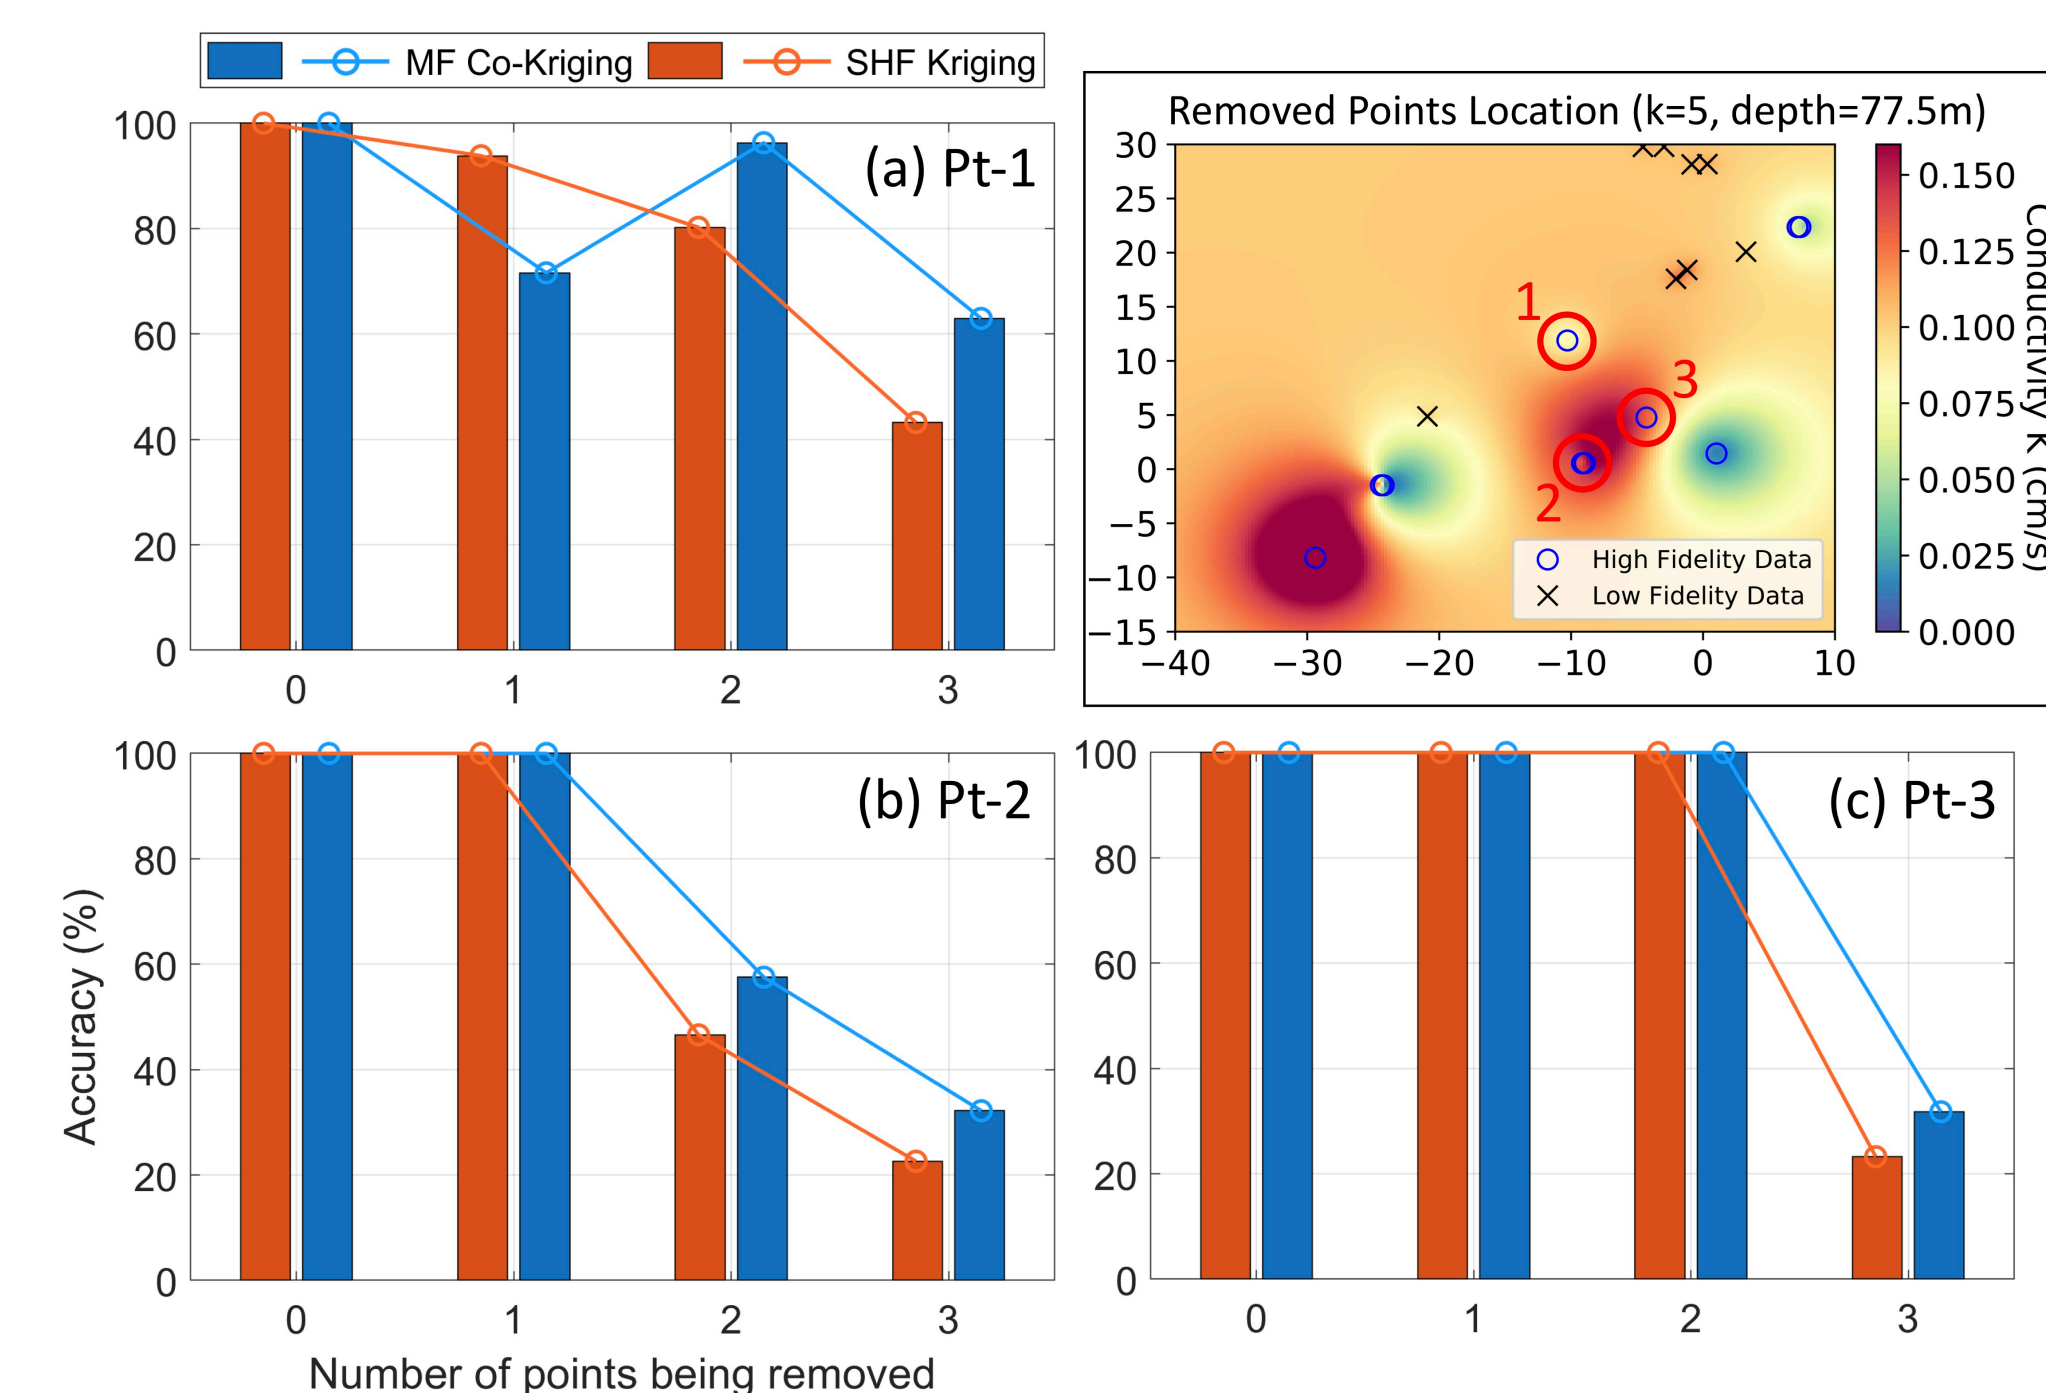 MF Co-Kriging SHF Kriging
100
80
60
40
20
0
(a) Pt-1
0 1 2 3
Removed Points Location (k=5, depth=77.5m)
30
25
20
15
10
5
0
−5
−10
−15
1
3
2
High Fidelity Data
Low Fidelity Data
−40 −30 −20 −10 0 10
0.150
0.125
0.100
0.075
0.050
0.025
0.000
Conductivity K (cm/s)
100
80
60
40
20
0
(b) Pt-2
Accuracy (%)
0 1 2 3
Number of points being removed
100
80
60
40
20
0
(c) Pt-3
0 1 2 3